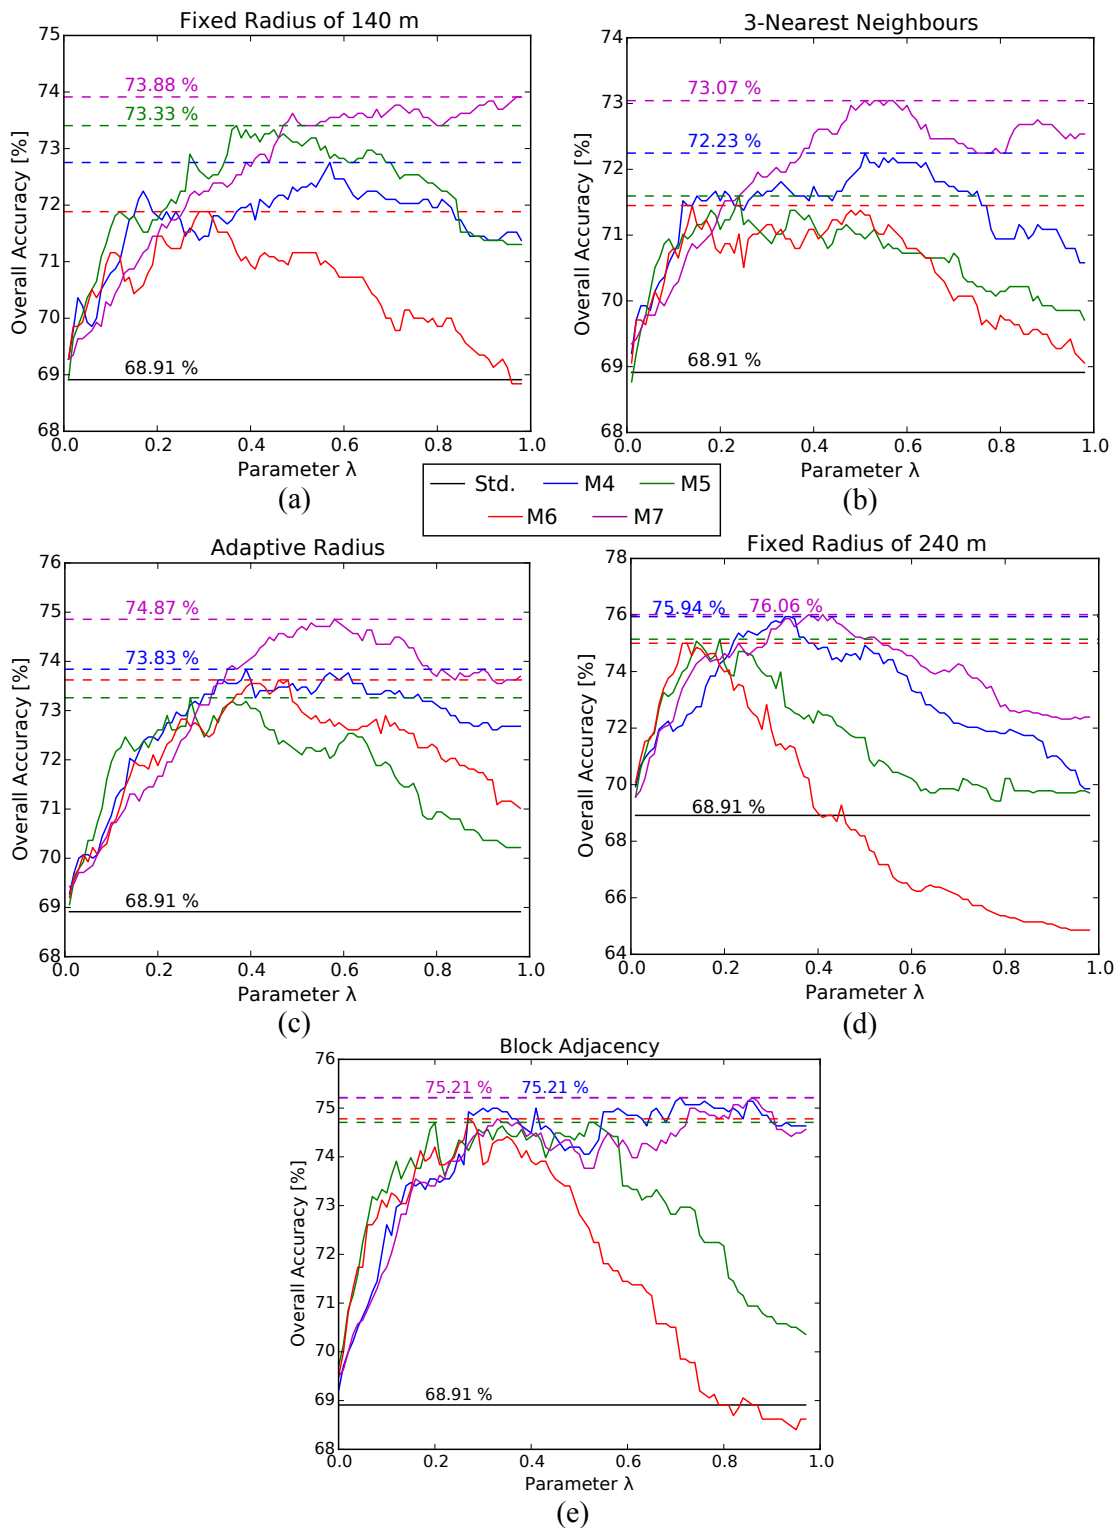 Fixed Radius of 140 m
75
74
73
72
71
70
69
68
Overall Accuracy [%]
73.88 %
73.33 %
68.91 %
0.0 0.2 0.4 0.6 0.8 1.0
Parameter λ
(a)
3-Nearest Neighbours
74
73
72
71
70
69
68
Overall Accuracy [%]
73.07 %
72.23 %
68.91 %
0.0 0.2 0.4 0.6 0.8 1.0
Parameter λ
(b)
Std. M4 M5
M6 M7
Adaptive Radius
76
75
74
73
72
71
70
69
68
Overall Accuracy [%]
74.87 %
73.83 %
68.91 %
0.0 0.2 0.4 0.6 0.8 1.0
Parameter λ
(c)
Fixed Radius of 240 m
78
76
74
72
70
68
66
64
Overall Accuracy [%]
75.94 % 76.06 %
68.91 %
0.0 0.2 0.4 0.6 0.8 1.0
Parameter λ
(d)
Block Adjacency
76
75
74
73
72
71
70
69
68
Overall Accuracy [%]
75.21 % 75.21 %
68.91 %
0.0 0.2 0.4 0.6 0.8 1.0
Parameter λ
(e)